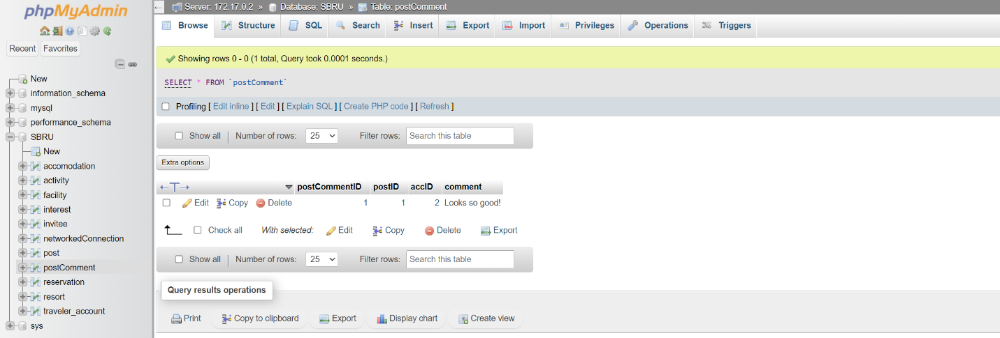 phpMyAdmin
Recent Favorites
New
information_schema
mysql
performance_schema
SBRU
New
accomodation
activity
facility
interest
invitee
networkedConnection
post
postComment
reservation
resort
traveler_account
sys
Server: 172.17.0.2 » Database: SBRU » Table: postComment
Browse Structure SQL Search Insert Export Import Privileges Operations Triggers
Showing rows 0 - 0 (1 total, Query took 0.0001 seconds.)
SELECT * FROM `postComment`
Profiling [ Edit inline ] [ Edit ] [ Explain SQL ] [ Create PHP code ] [ Refresh ]
Show all Number of rows: 25 Filter rows: Search this table
Extra options
←T→ postCommentID postID accID comment
Edit Copy Delete 1 1 2 Looks so good!
Check all With selected: Edit Copy Delete Export
Show all Number of rows: 25 Filter rows: Search this table
Query results operations
Print Copy to clipboard Export Display chart Create view